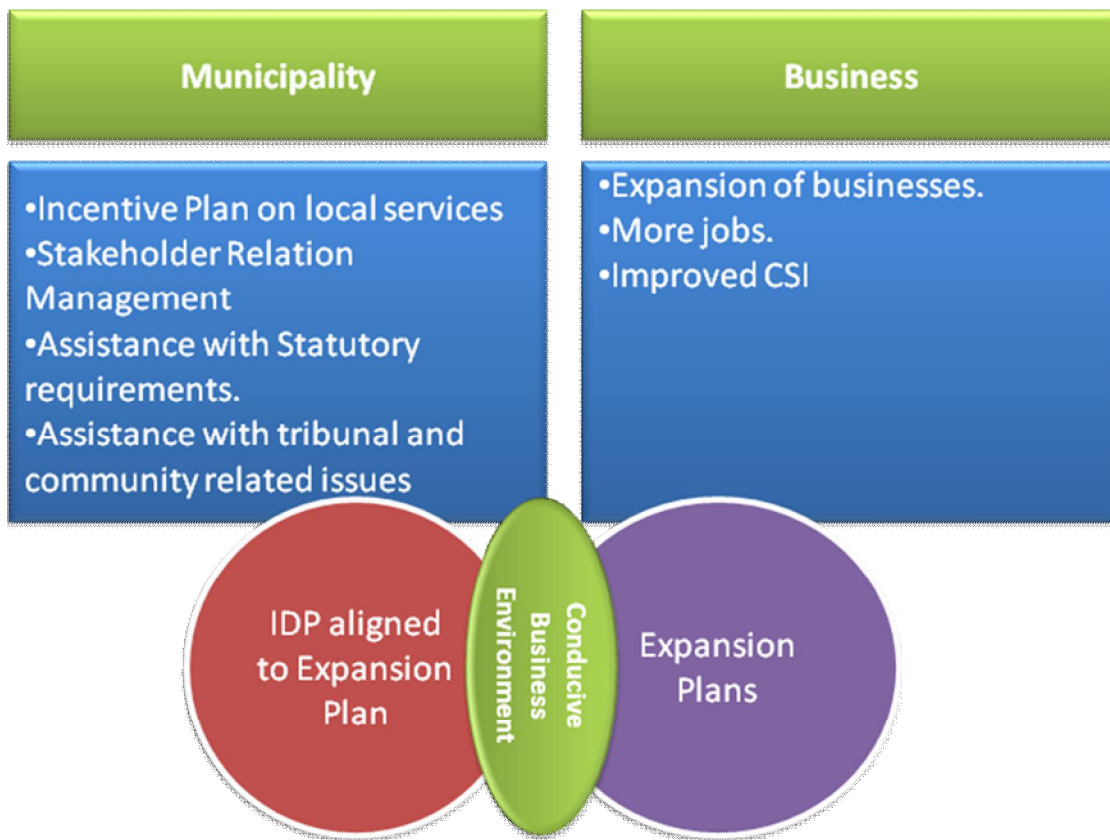 Municipality
•Incentive Plan on local services
•Stakeholder Relation
Management
•Assistance with Statutory
requirements.
•Assistance with tribunal and
community related issues
Business
•Expansion of businesses.
•More jobs.
•Improved CSI
IDP aligned
to Expansion
Plan
Conducive
Business
Environment
Expansion
Plans